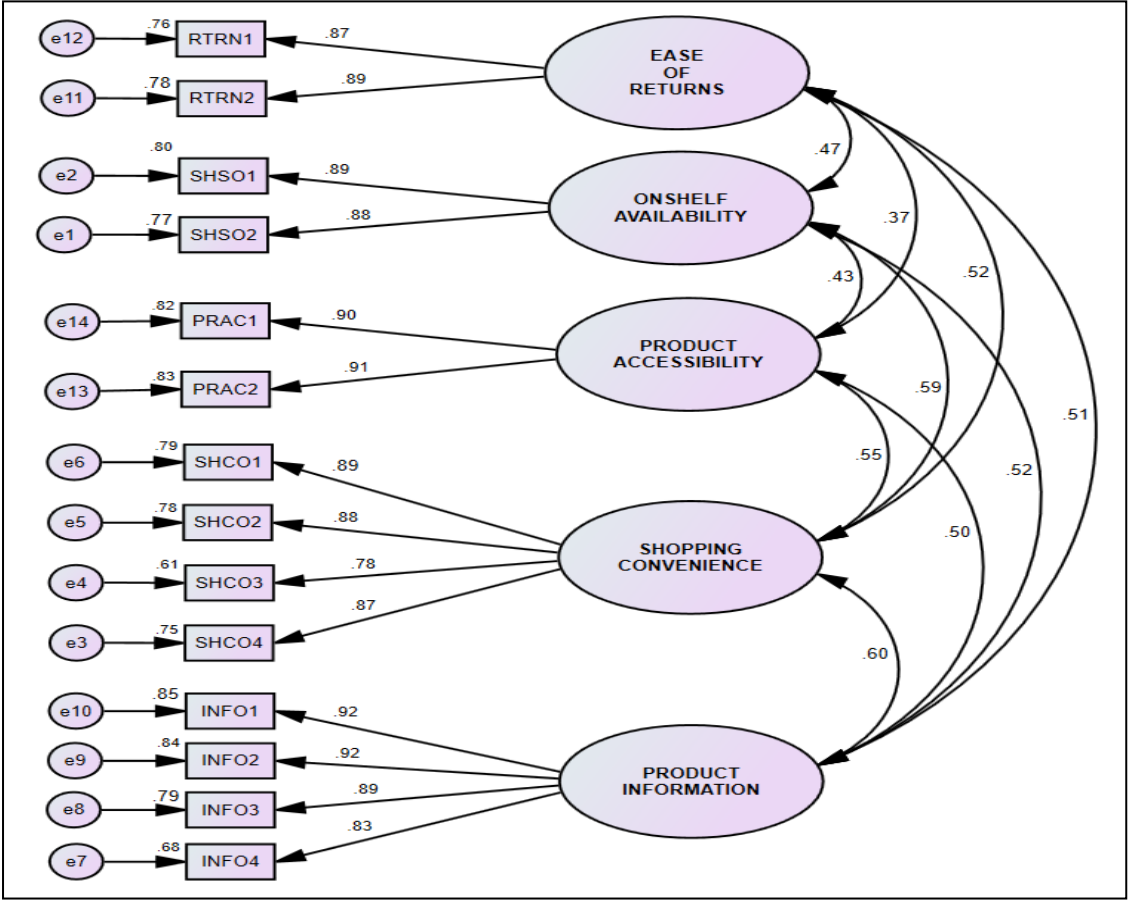 e12 .76 RTRN1 .87
EASE
OF
RETURNS
e11 .78 RTRN2 .89
.47
e2 .80 SHSO1 .89
ONSHELF
AVAILABILITY
e1 .77 SHSO2 .88
.37
.43
.52
e14 .82 PRAC1 .90
PRODUCT
ACCESSIBILITY
e13 .83 PRAC2 .91
.59
.51
e6 .79 SHCO1 .89
.55
.52
e5 .78 SHCO2 .88
.50
SHOPPING
CONVENIENCE
e4 .61 SHCO3 .78
e3 .75 SHCO4 .87
.60
e10 .85 INFO1 .92
e9 .84 INFO2 .92
PRODUCT
INFORMATION
e8 .79 INFO3 .89
e7 .68 INFO4 .83